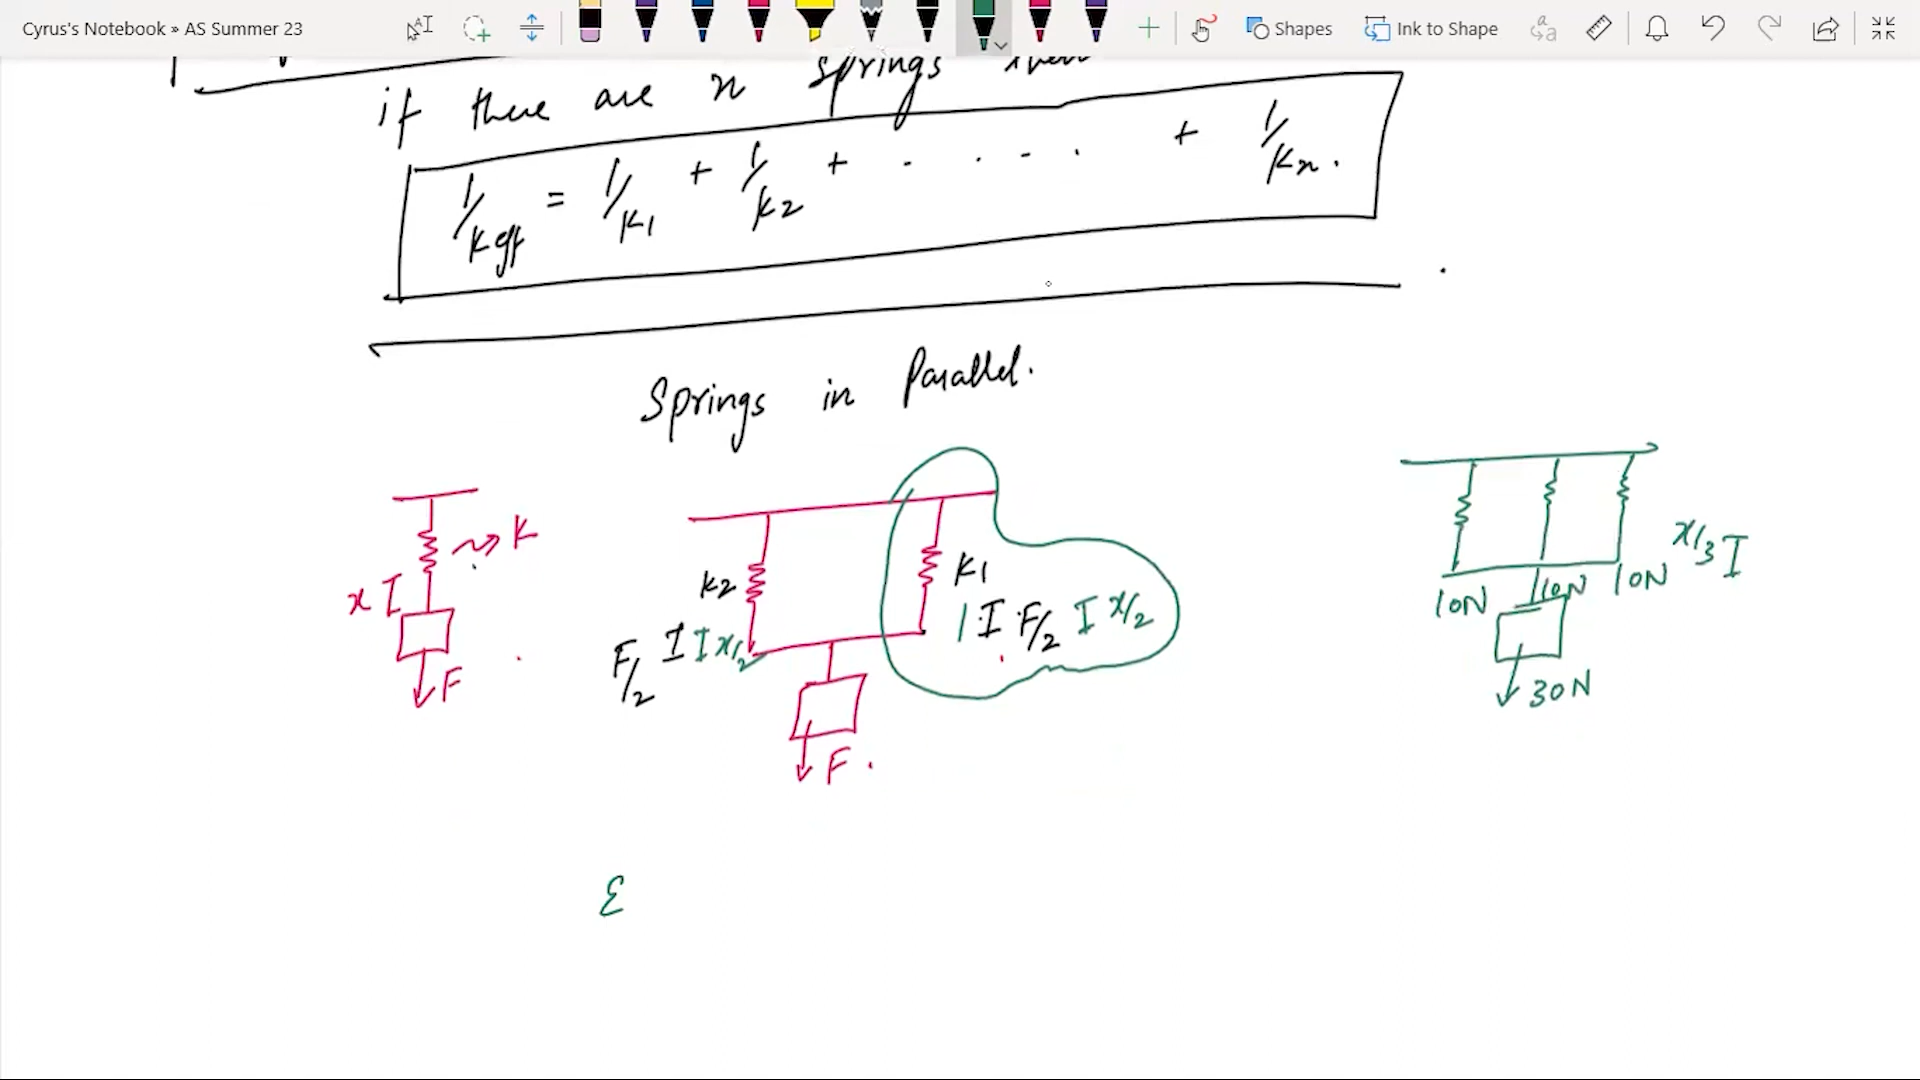 Cyrus's Notebook » AS Summer 23
Shapes
Ink to Shape
if there are n springs then
1/Keff = 1/K1 + 1/K2 + . . . . + 1/Kn.
Springs in Parallel.
K
x
F
K2
K1
F/2
x/2
F/2
x/2
F.
x/3
10N
10N
10N
30N
ε